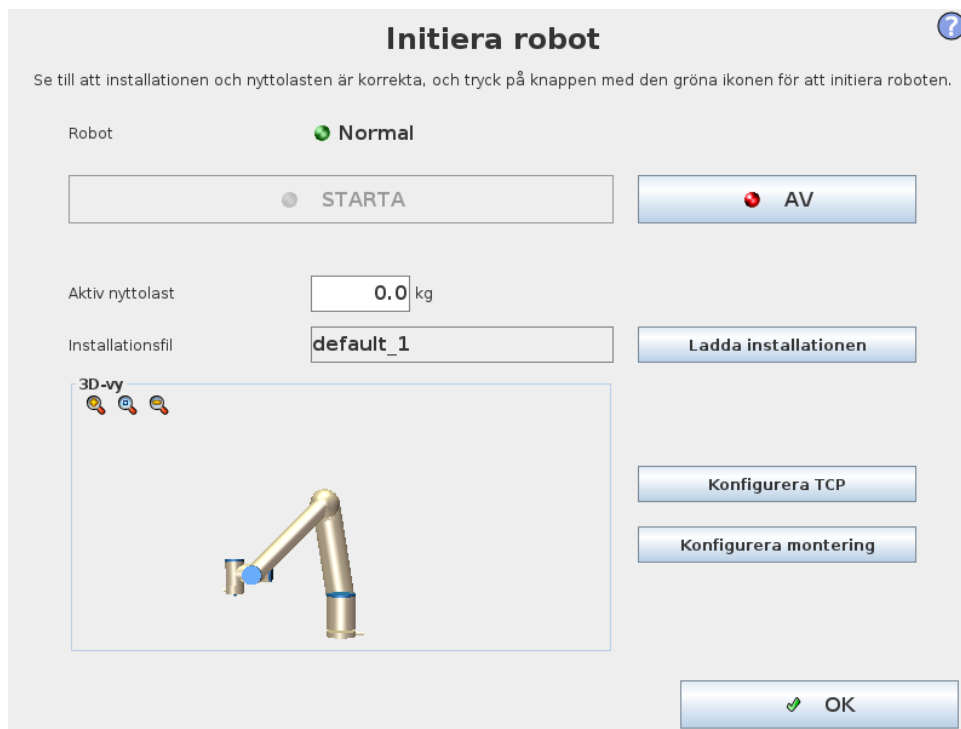 Initiera robot
?
Se till att installationen och nyttolasten är korrekta, och tryck på knappen med den gröna ikonen för att initiera roboten.
Robot
Normal
STARTA
AV
Aktiv nyttolast
0.0 kg
Installationsfil
default_1
Ladda installationen
3D-vy
Konfigurera TCP
Konfigurera montering
OK